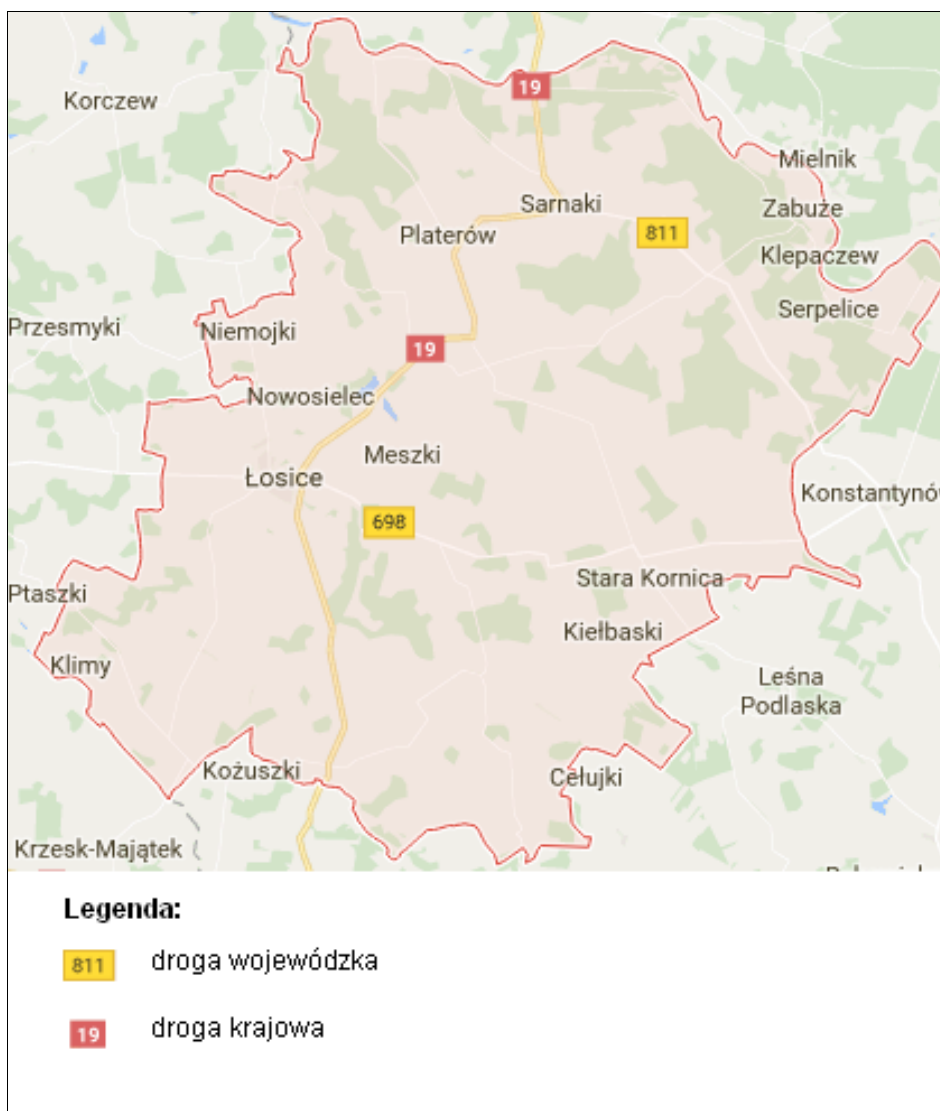 19
Korczew
Mielnik
Sarnaki
Zabuże
Platerów
811
Klepaczew
Serpelice
Przesmyki
Niemojki
19
Nowosielec
Meszki
Łosice
Konstantynów
698
Stara Kornica
Ptaszki
Kiełbaski
Klimy
Leśna
Podlaska
Kożuszki
Cełujki
Krzesk-Majątek
Legenda:
811 droga wojewódzka
19 droga krajowa